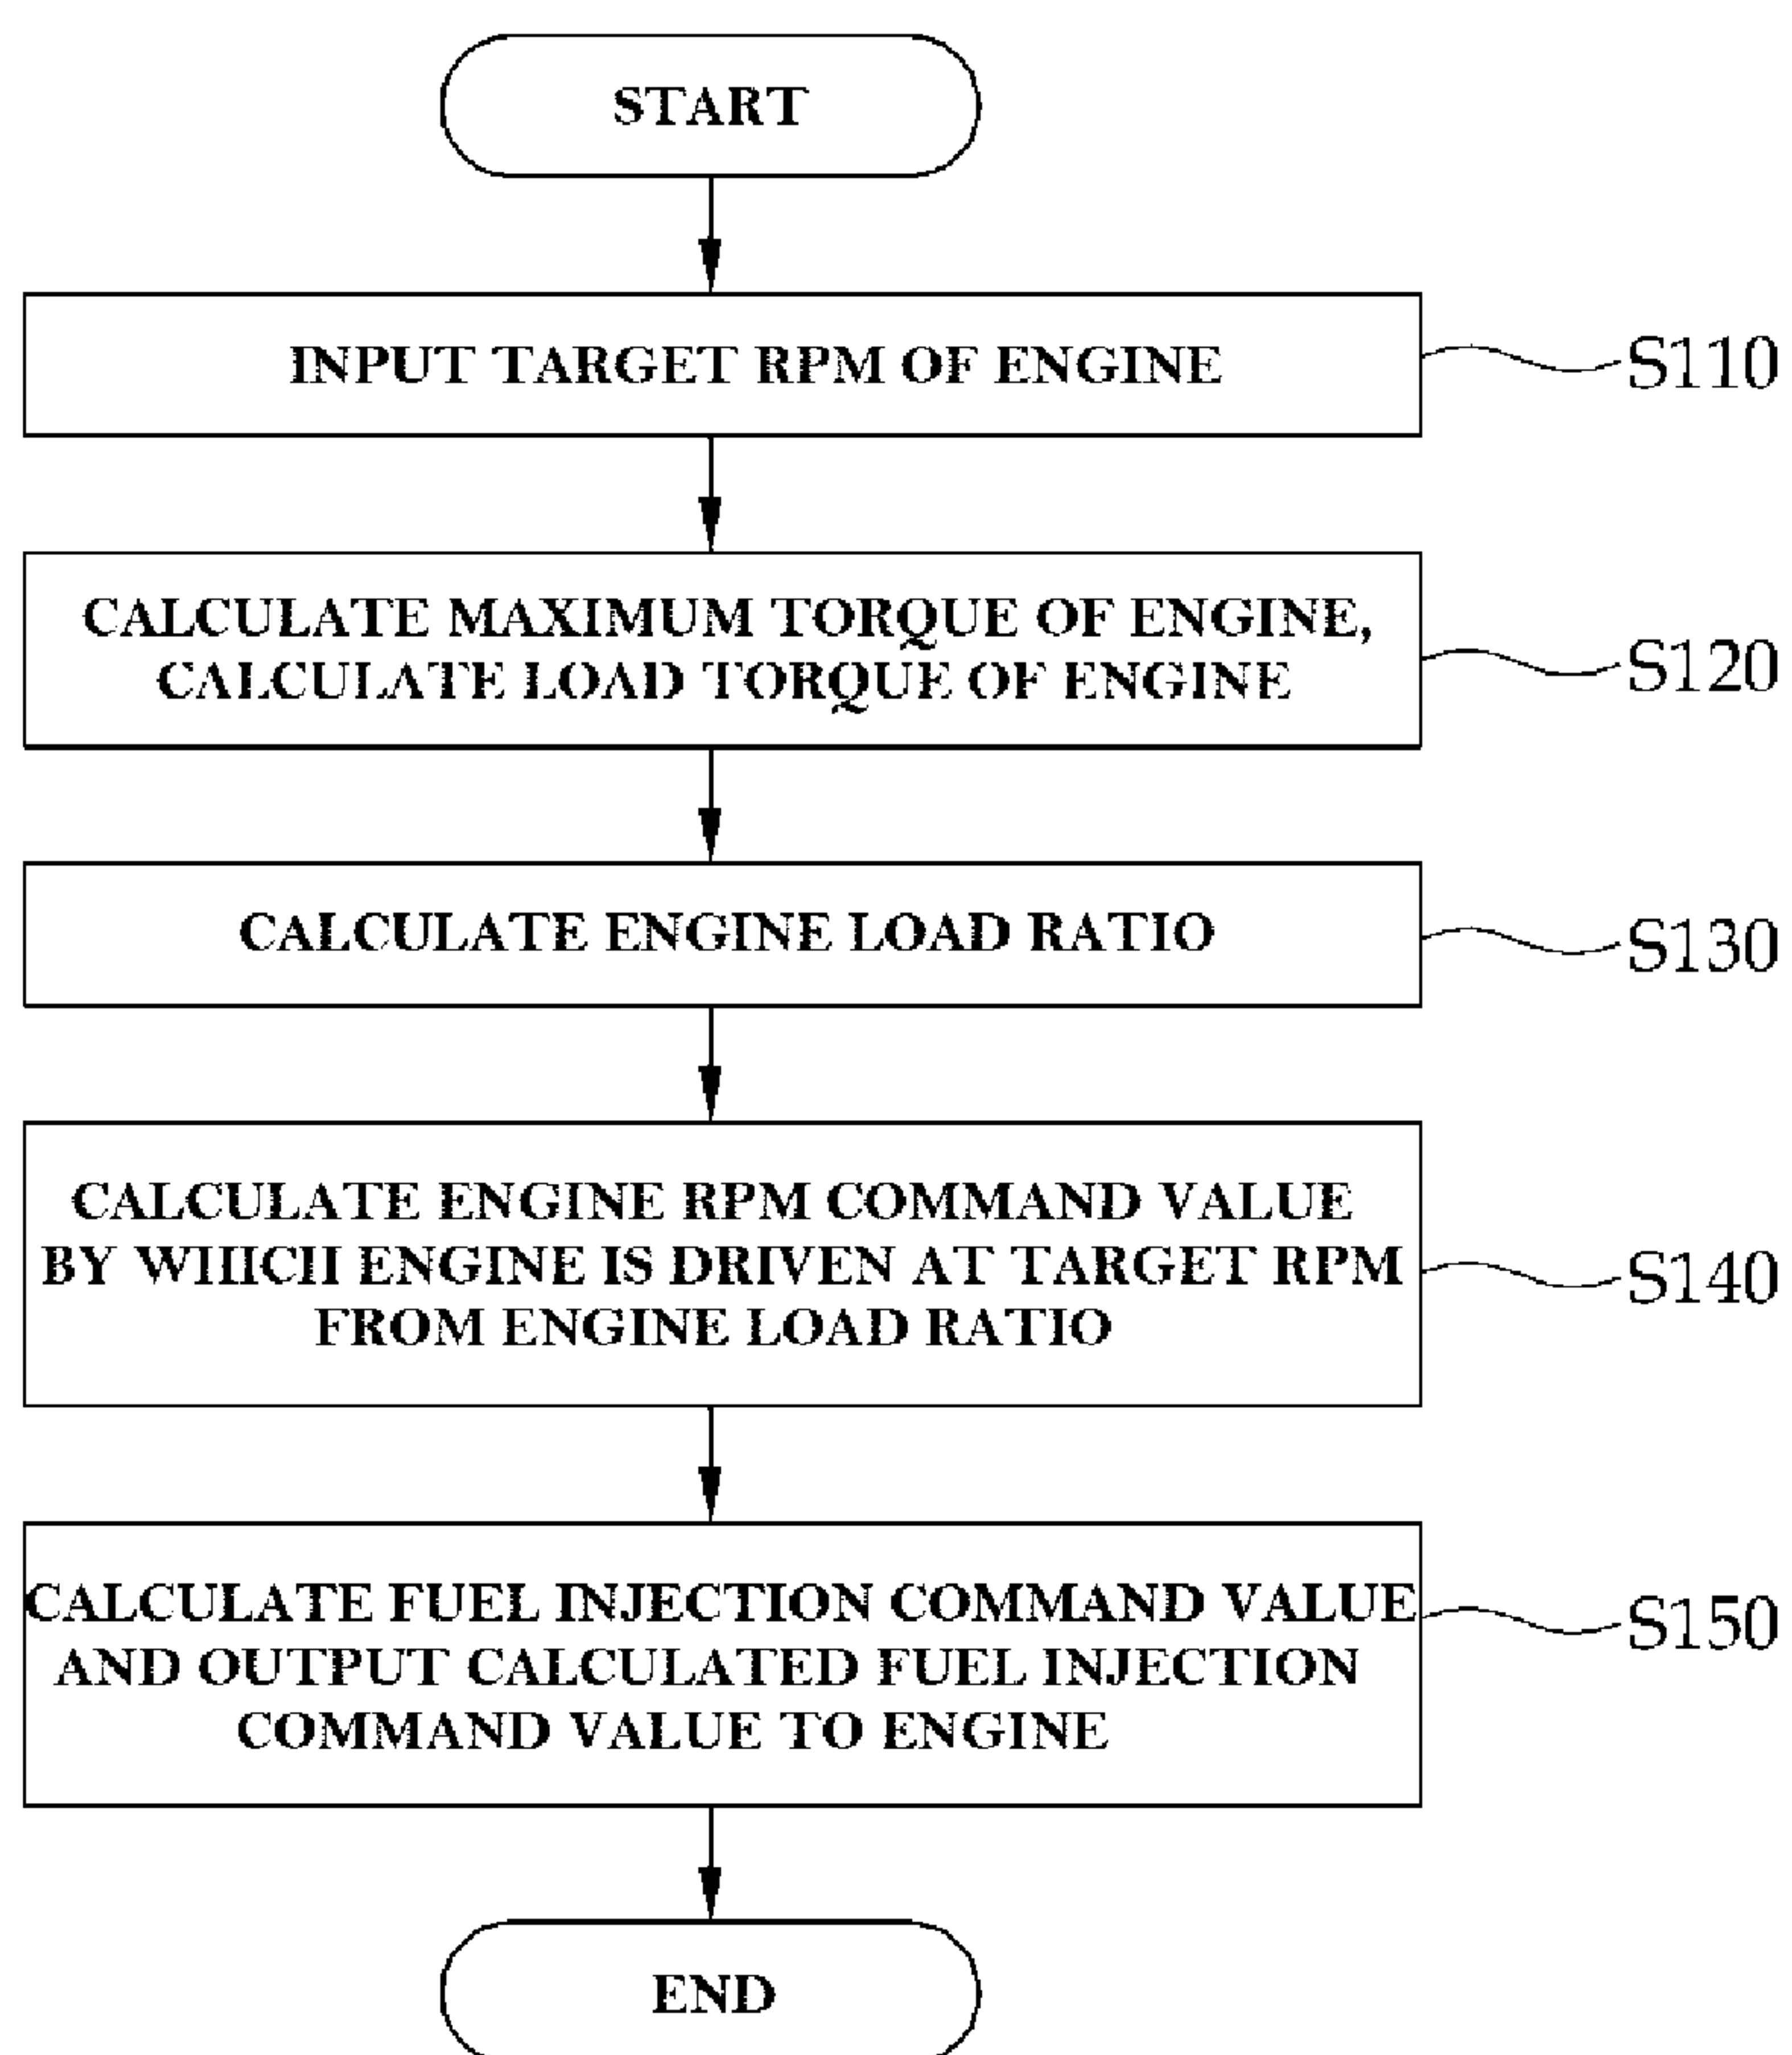 START
INPUT TARGET RPM OF ENGINE
S110
CALCULATE MAXIMUM TORQUE OF ENGINE,
CALCULATE LOAD TORQUE OF ENGINE
S120
CALCULATE ENGINE LOAD RATIO
S130
CALCULATE ENGINE RPM COMMAND VALUE
BY WHICH ENGINE IS DRIVEN AT TARGET RPM
FROM ENGINE LOAD RATIO
S140
CALCULATE FUEL INJECTION COMMAND VALUE
AND OUTPUT CALCULATED FUEL INJECTION
COMMAND VALUE TO ENGINE
S150
END